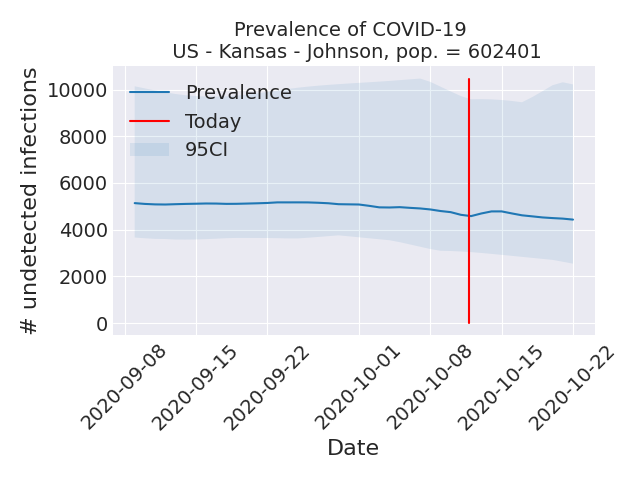 Prevalence of COVID-19
US - Kansas - Johnson, pop. = 602401
# undetected infections
10000
8000
6000
4000
2000
0
Prevalence
Today
95CI
2020-09-08
2020-09-15
2020-09-22
2020-10-01
2020-10-08
2020-10-15
2020-10-22
Date